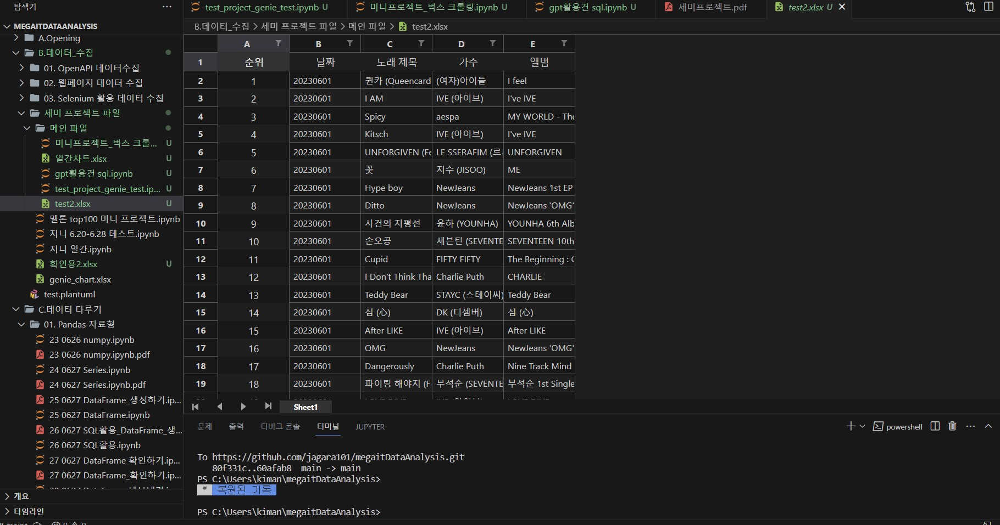 탐색기
···
MEGAITDATAANALYSIS
A.Opening
B.데이터_수집
01. OpenAPI 데이터수집
02. 웹페이지 데이터 수집
03. Selenium 활용 데이터 수집
세미 프로젝트 파일
메인 파일
미니프로젝트_벅스 크롤... U
일간차트.xlsx U
gpt활용건 sql.ipynb U
test_project_genie_test.ip... U
test2.xlsx U
멜론 top100 미니 프로젝트.ipynb
지니 6.20-6.28 테스트.ipynb
지니 일간.ipynb
확인용2.xlsx U
genie_chart.xlsx
test.plantuml
C.데이터 다루기
01. Pandas 자료형
23 0626 numpy.ipynb
23 0626 numpy.ipynb.pdf
24 0627 Series.ipynb
24 0627 Series.ipynb.pdf
25 0627 DataFrame_생성하기.ip...
25 0627 DataFrame.ipynb
26 0627 SQL활용_DataFrame_생...
26 0627 SQL활용.ipynb
27 0627 DataFrame 확인하기.ip...
27 0627 DataFrame_확인하기.ip...
개요
타임라인
test_project_genie_test.ipynb U 미니프로젝트_벅스 크롤링.ipynb U gpt활용건 sql.ipynb U 세미프로젝트.pdf test2.xlsx U
B.데이터_수집 > 세미 프로젝트 파일 > 메인 파일 > test2.xlsx
A B C D E
1 순위 날짜 노래 제목 가수 앨범
2 1 20230601 퀸카 (Queencard (여자)아이들 I feel
3 2 20230601 I AM IVE (아이브) I've IVE
4 3 20230601 Spicy aespa MY WORLD - The
5 4 20230601 Kitsch IVE (아이브) I've IVE
6 5 20230601 UNFORGIVEN (Fe LE SSERAFIM (르 UNFORGIVEN
7 6 20230601 꽃 지수 (JISOO) ME
8 7 20230601 Hype boy NewJeans NewJeans 1st EP
9 8 20230601 Ditto NewJeans NewJeans 'OMG'
10 9 20230601 사건의 지평선 윤하 (YOUNHA) YOUNHA 6th Alb
11 10 20230601 손오공 세븐틴 (SEVENTE SEVENTEEN 10th
12 11 20230601 Cupid FIFTY FIFTY The Beginning : C
13 12 20230601 I Don't Think Tha Charlie Puth CHARLIE
14 13 20230601 Teddy Bear STAYC (스테이씨) Teddy Bear
15 14 20230601 심 (心) DK (디셈버) 심 (心)
16 15 20230601 After LIKE IVE (아이브) After LIKE
17 16 20230601 OMG NewJeans NewJeans 'OMG'
18 17 20230601 Dangerously Charlie Puth Nine Track Mind
19 18 20230601 파이팅 해야지 (Fe 부석순 (SEVENTE 부석순 1st Single
Sheet1
문제 출력 디버그 콘솔 터미널 JUPYTER
powershell
To https://github.com/jagara101/megaitDataAnalysis.git
80f331c..60afab8 main -> main
PS C:\Users\kiman\megaitDataAnalysis>
* 복원된 기록
PS C:\Users\kiman\megaitDataAnalysis>